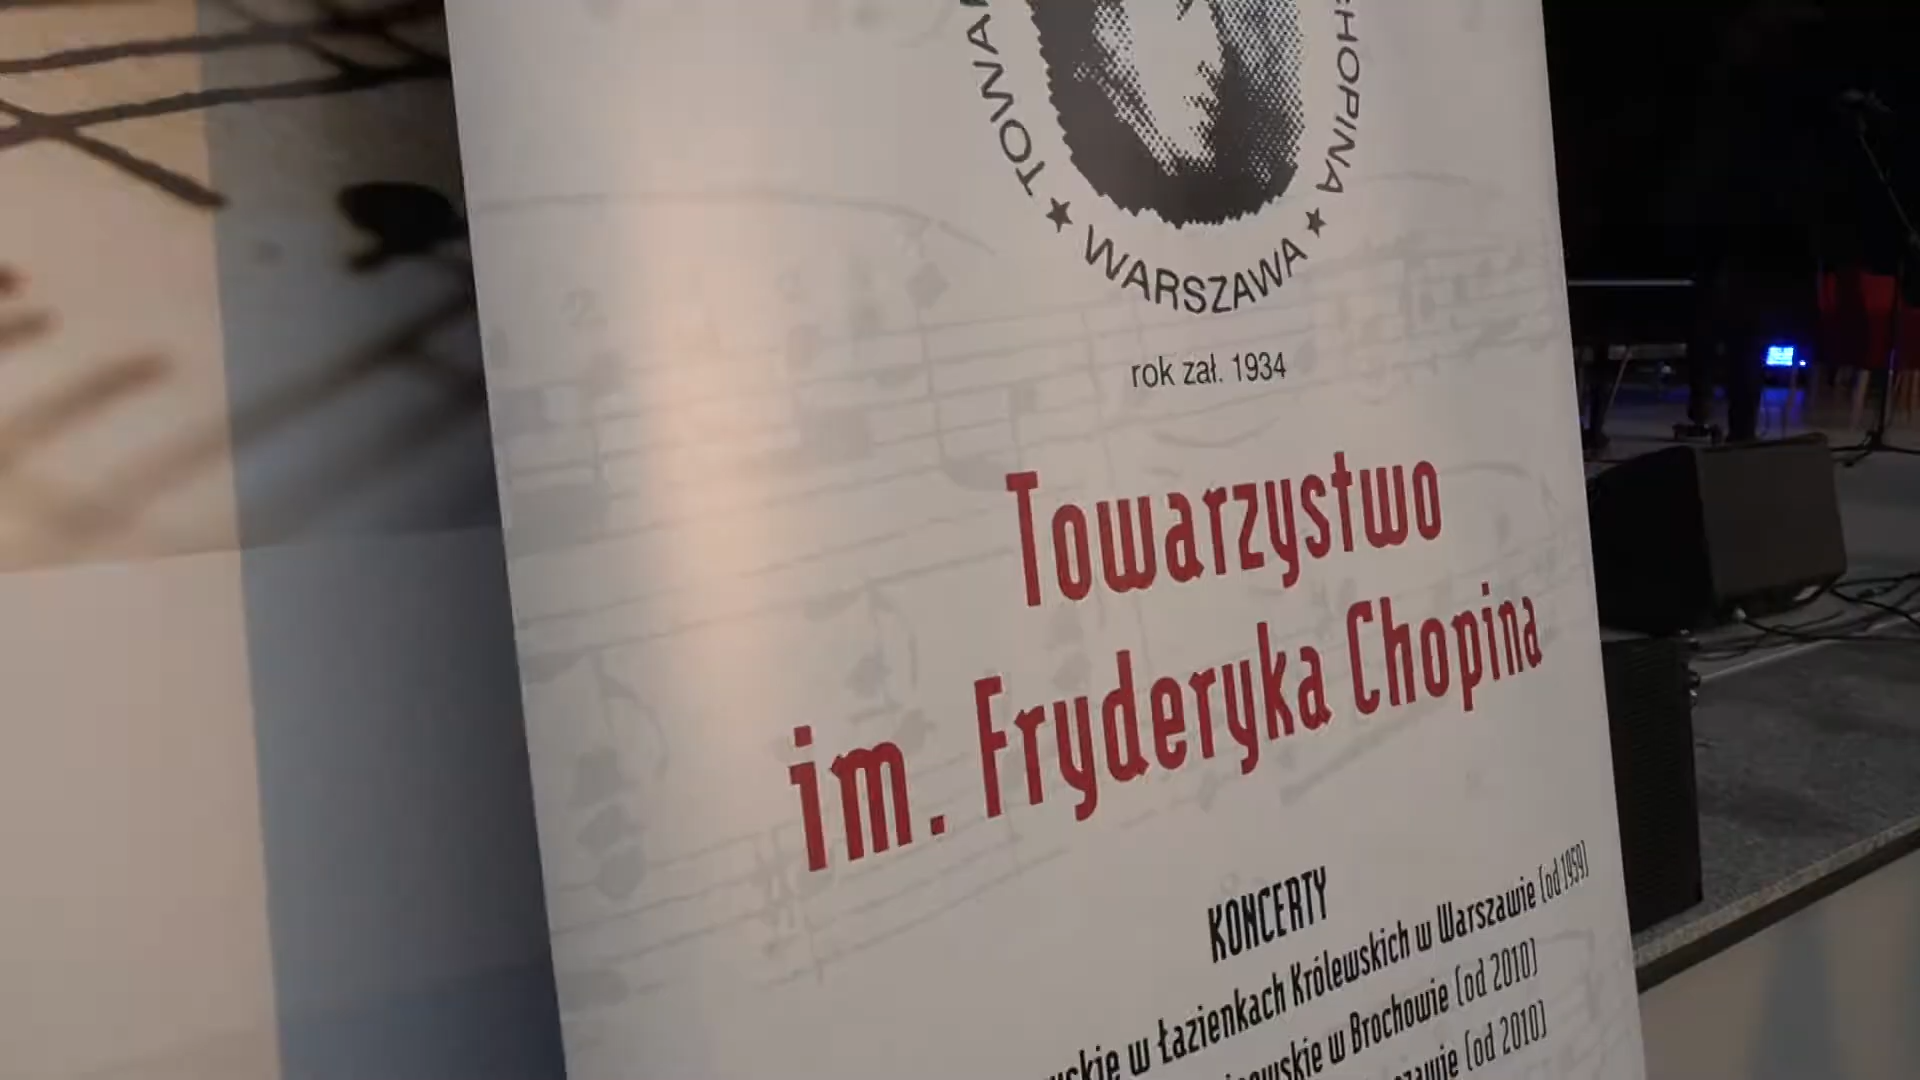 CHOPINA
★ WARSZAWA ★
rok zał. 1934
Towarzystwo
im. Fryderyka Chopina
KONCERTY
w Łazienkach Królewskich w Warszawie (od 1959)
w Brochowie (od 2010)
(od 2010)